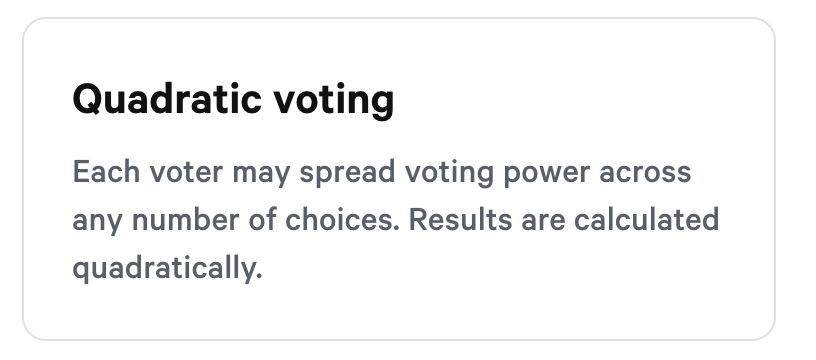 Quadratic voting
Each voter may spread voting power across
any number of choices. Results are calculated
quadratically.